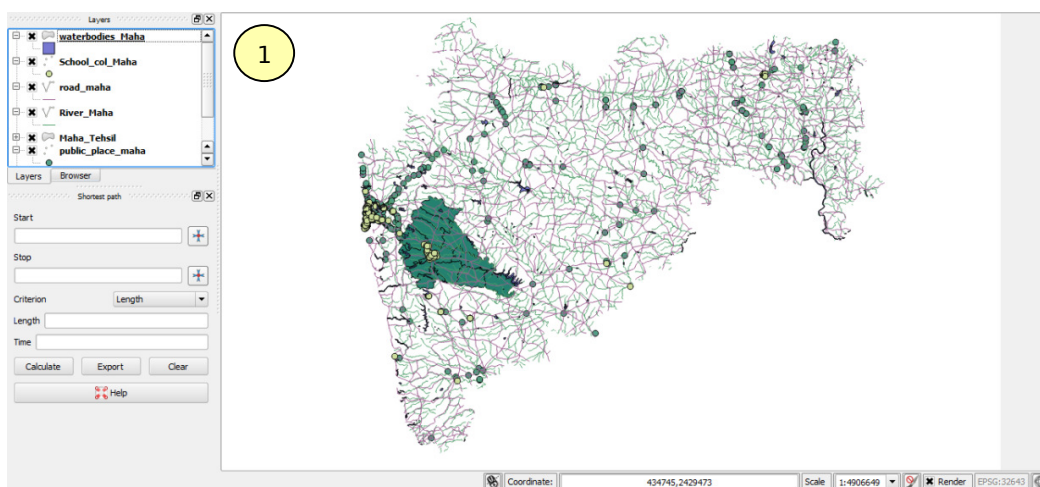 Layers
waterbodies_Maha
School_col_Maha
road_maha
River_Maha
Maha_Tehsil
public_place_maha
Layers Browser
Shortest path
Start
Stop
Criterion Length
Length
Time
Calculate Export Clear
Help
1
Coordinate: 434745,2429473 Scale 1:4906649 Render EPSG:32643